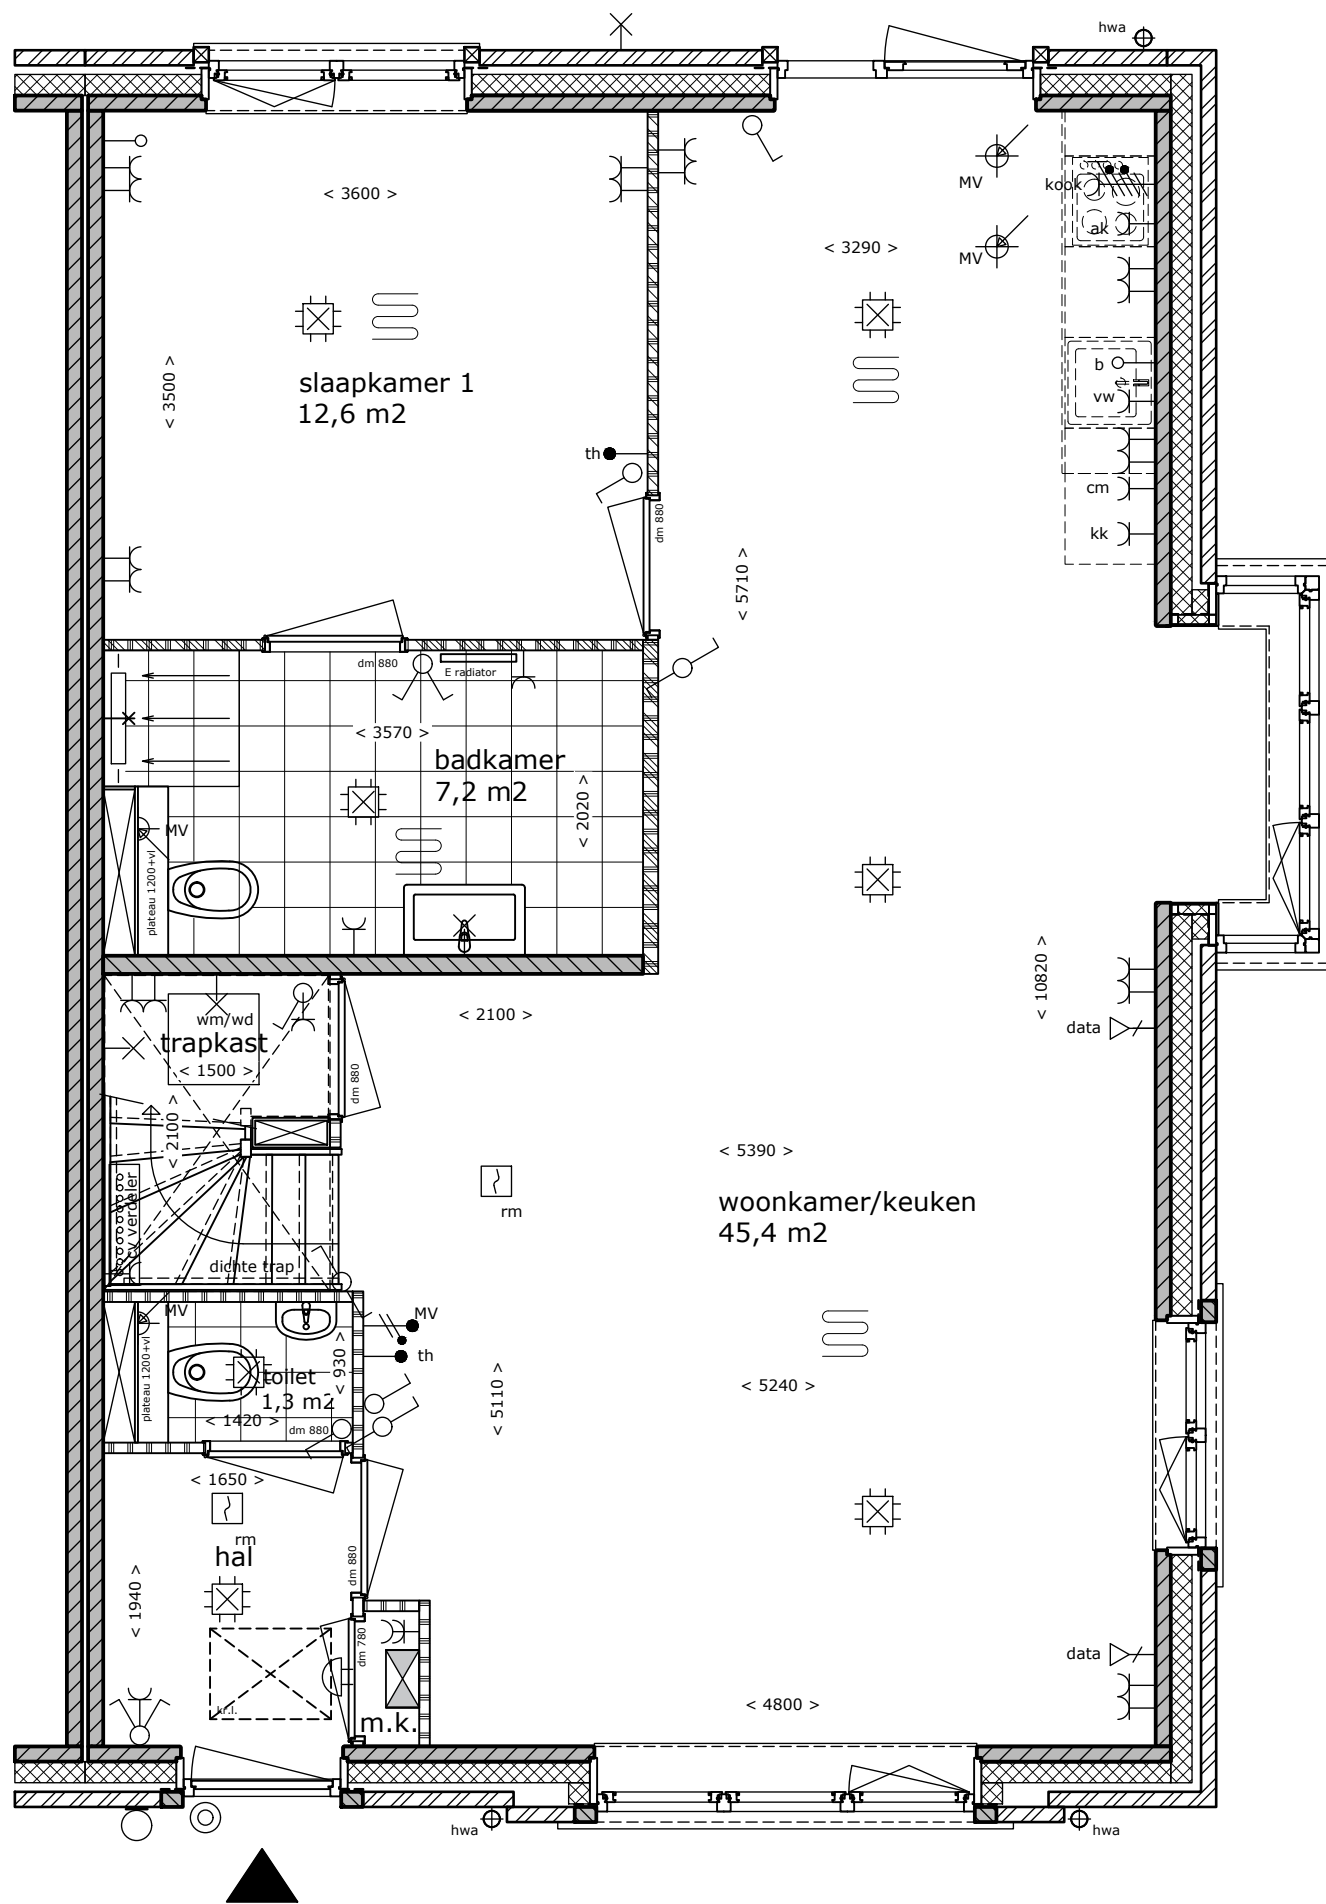 hwa
< 3600 >
MV
kook
ak
< 3290 >
MV
< 3500 >
slaapkamer 1
12,6 m2
b
vw
th
cm
kk
dm 880
< 5710 >
dm 880
E radiator
< 3570 >
badkamer
7,2 m2
< 2020 >
MV
plateau 1200+vl
< 10820 >
data
< 2100 >
wm/wd
trapkast
< 1500 >
dm 880
< 2100 >
cv verdeler
dichte trap
< 5390 >
woonkamer/keuken
45,4 m2
rm
MV
MV
th
plateau 1200+vl
toilet
1,3 m2
< 930 >
< 1420 >
dm 880
< 5110 >
< 5240 >
< 1650 >
rm
hal
dm 880
< 1940 >
dm 780
kr.l.
m.k.
data
< 4800 >
hwa
hwa